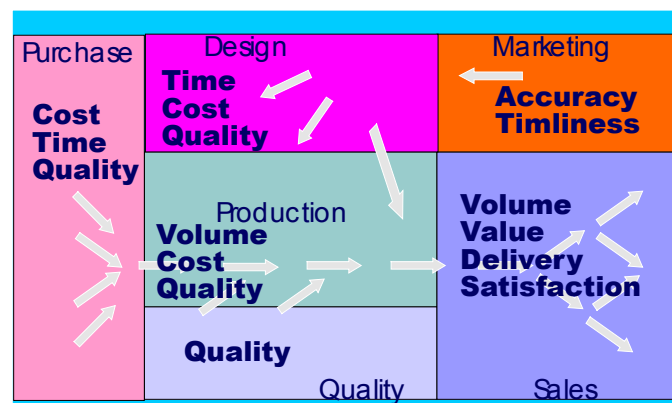 Purchase
Cost
Time
Quality
Design
Time
Cost
Quality
Marketing
Accuracy
Timliness
Production
Volume
Cost
Quality
Quality
Quality
Volume
Value
Delivery
Satisfaction
Sales